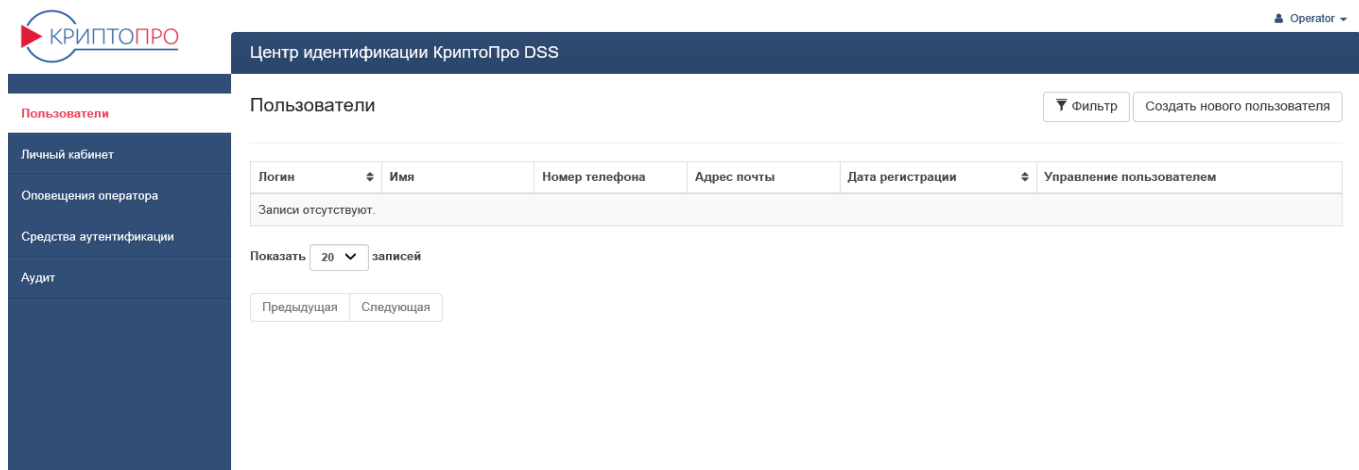 КРИПТОПРО
Operator
Центр идентификации КриптоПро DSS
Пользователи
Личный кабинет
Оповещения оператора
Средства аутентификации
Аудит
Пользователи
Фильтр Создать нового пользователя
Логин Имя Номер телефона Адрес почты Дата регистрации Управление пользователем
Записи отсутствуют.
Показать 20 записей
Предыдущая Следующая